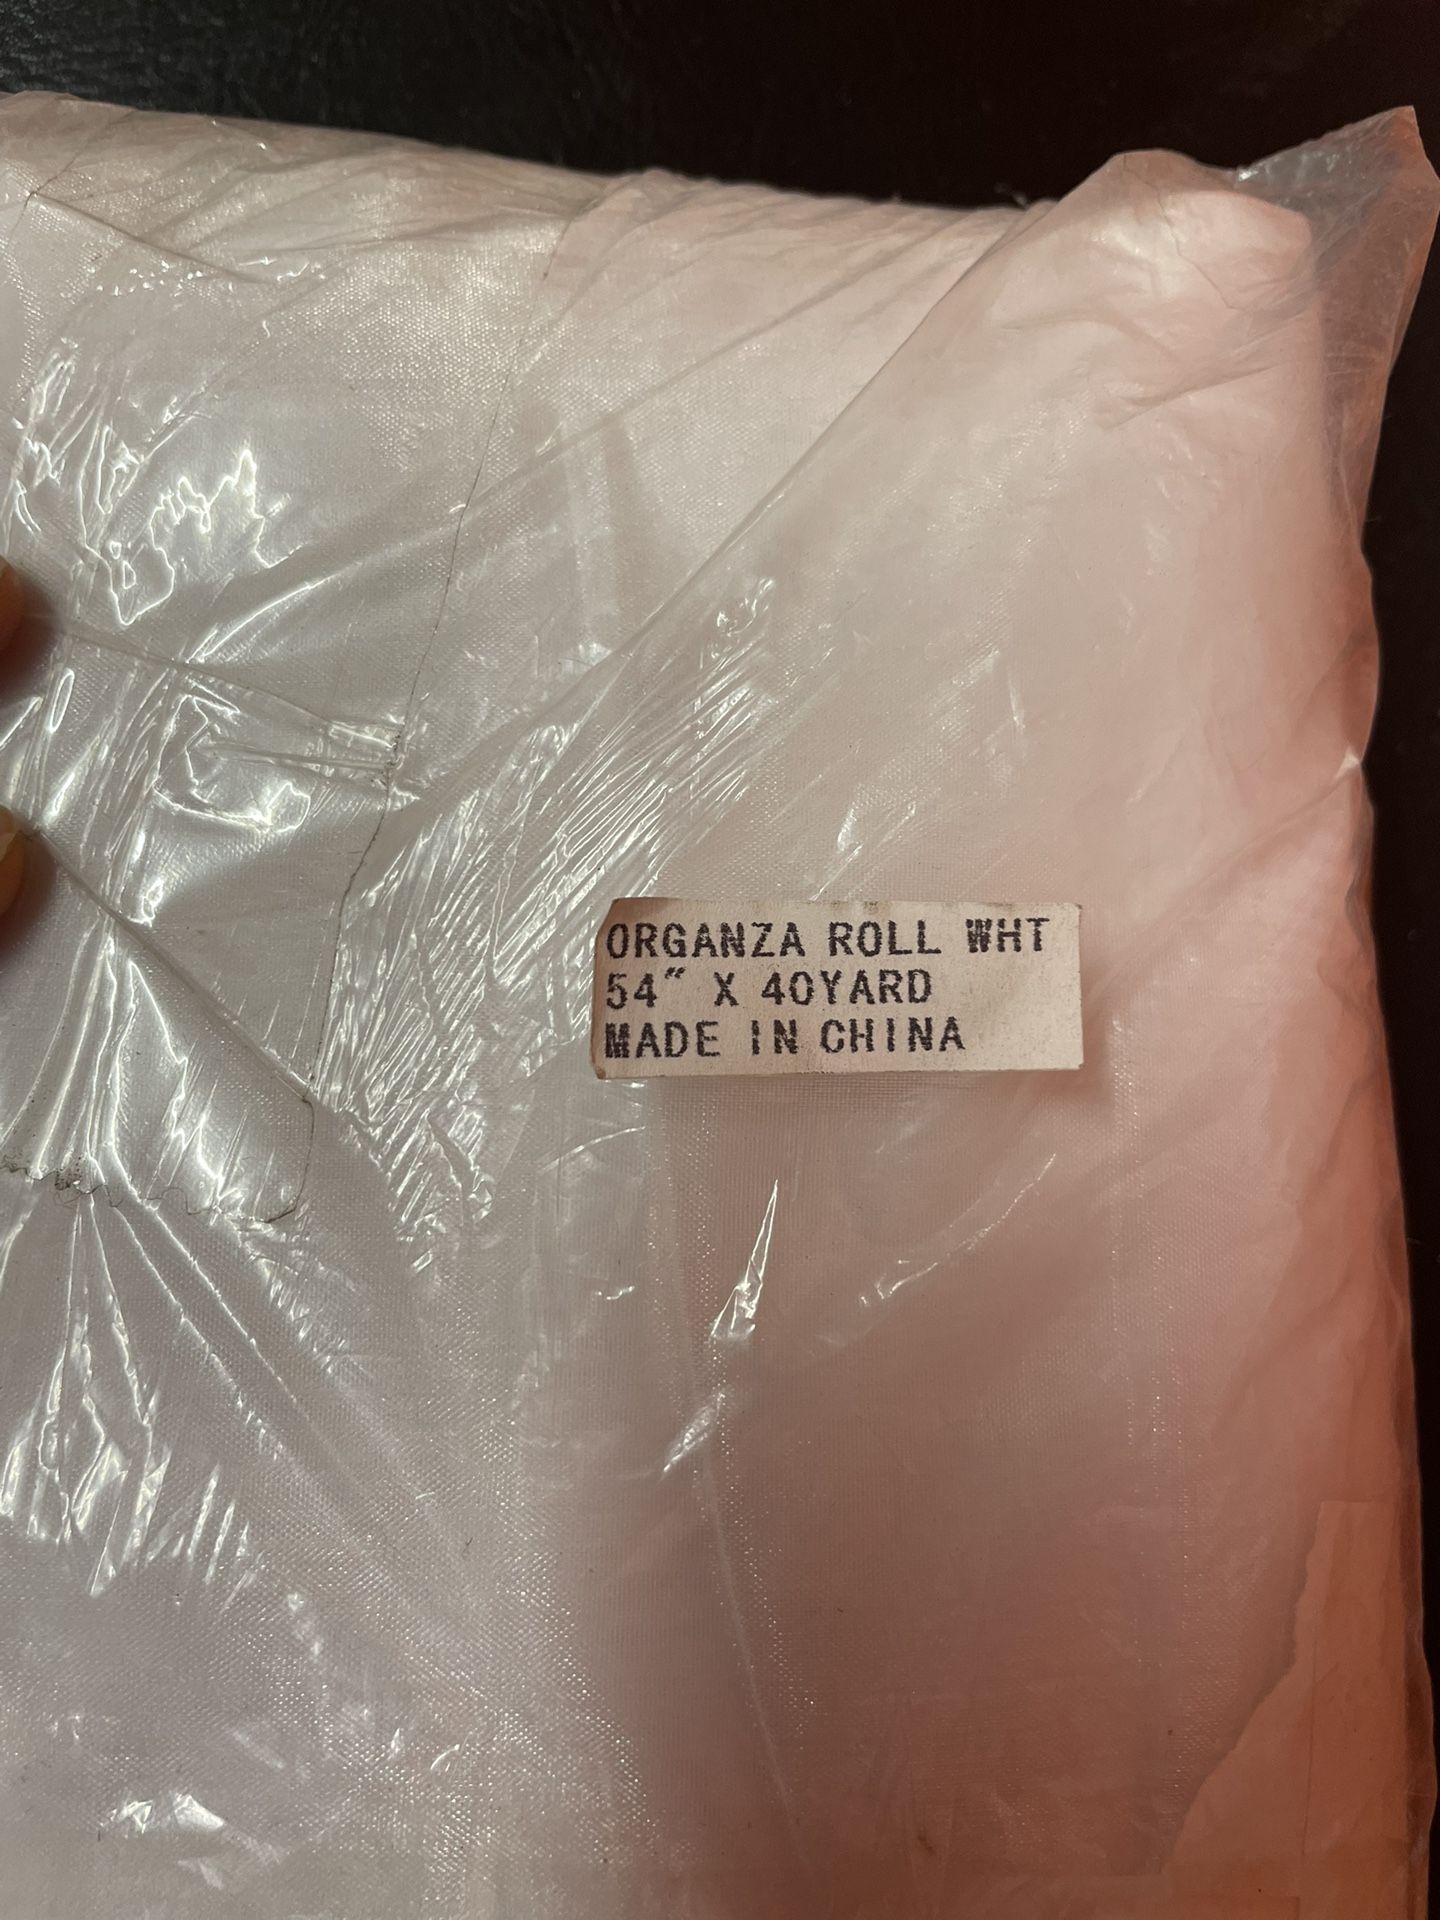 ORGANZA ROLL WHT
54" X 40YARD
MADE IN CHINA